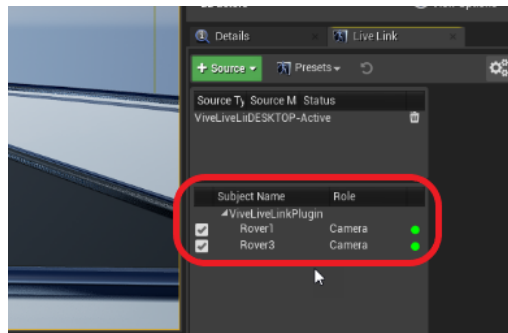 Details
Live Link
+ Source
Presets
Source Ty Source M Status
ViveLiveLiiDESKTOP-Active
Subject Name Role
ViveLiveLinkPlugin
Rover1 Camera
Rover3 Camera